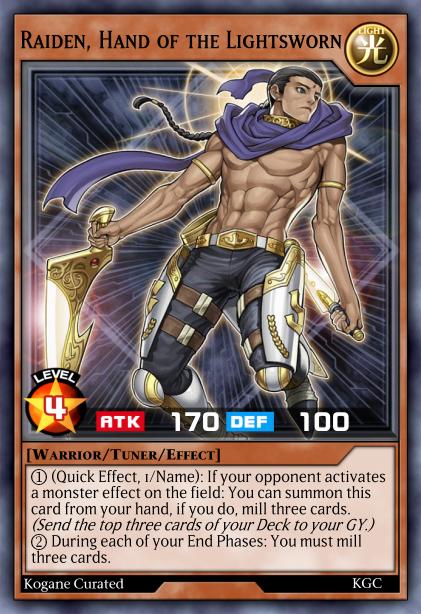 RAIDEN, HAND OF THE LIGHTSWORN
LIGHT
光
LEVEL
4
ATK 170 DEF 100
[WARRIOR/TUNER/EFFECT]
① (Quick Effect, 1/Name): If your opponent activates
a monster effect on the field: You can summon this
card from your hand, if you do, mill three cards.
(Send the top three cards of your Deck to your GY.)
② During each of your End Phases: You must mill
three cards.
Kogane Curated KGC